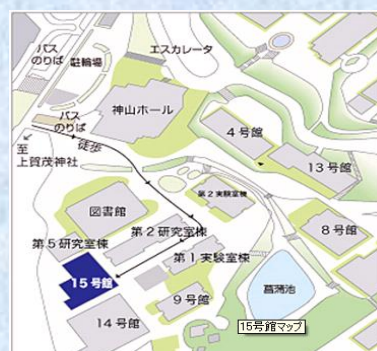 バス
のりば
駐輪場
エスカレータ
バス
のりば
神山ホール
徒歩
至
上賀茂神社
4号館
13号館
図書館
第2実験室棟
第2研究室棟
8号館
第5研究室棟
第1実験室棟
15号館
菖蒲池
9号館
14号館
15号館マップ